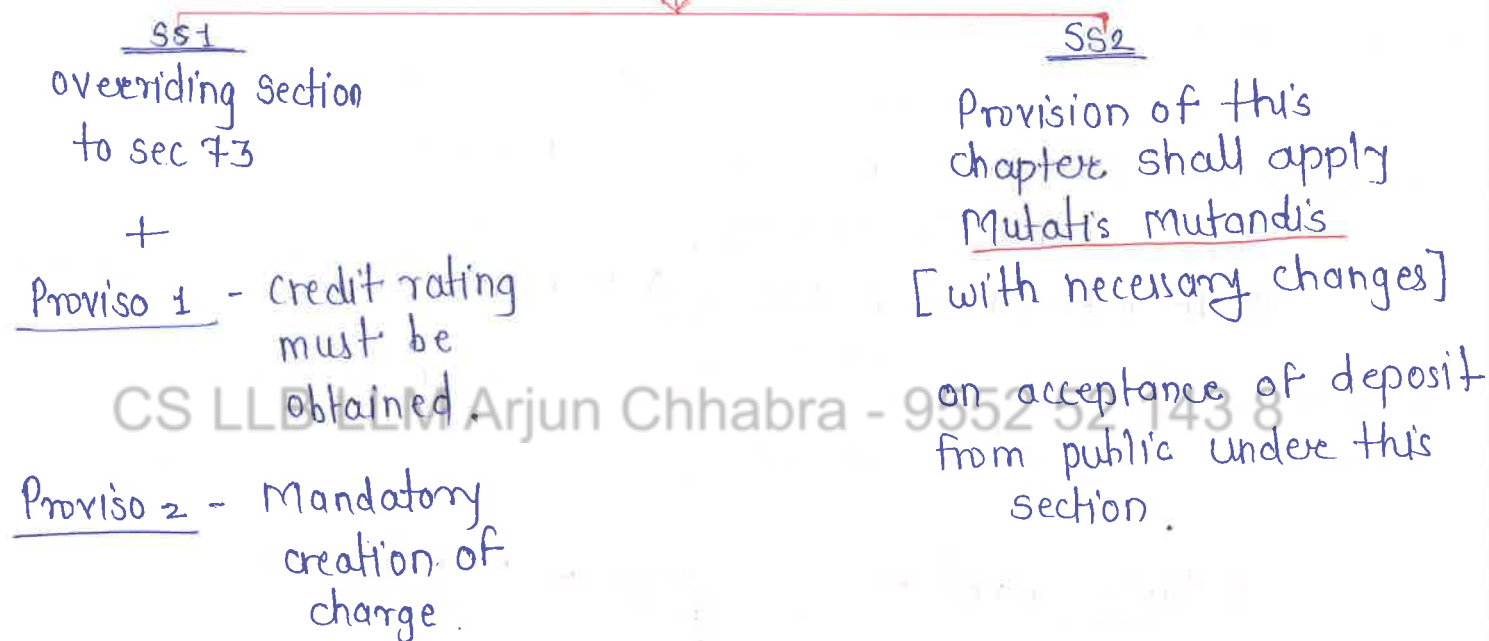 SS1
overriding section
to sec 73
+
Proviso 1 - credit rating
must be
obtained.
Proviso 2 - Mandatory
creation of
charge.
SS2
Provision of this
chapter shall apply
Mutatis mutandis
[with necessary changes]
on acceptance of deposit
from public under this
section.
CS LLB LLM Arjun Chhabra - 9552 52 143 8